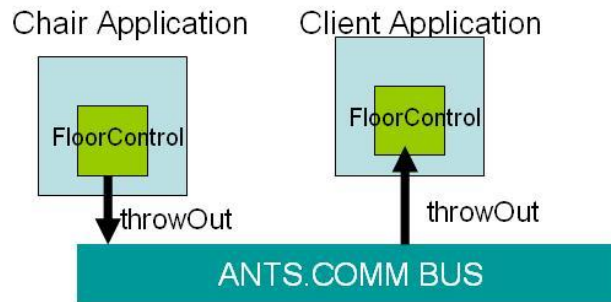 Chair Application
Client Application
FloorControl
FloorControl
throwOut
throwOut
ANTS.COMM BUS